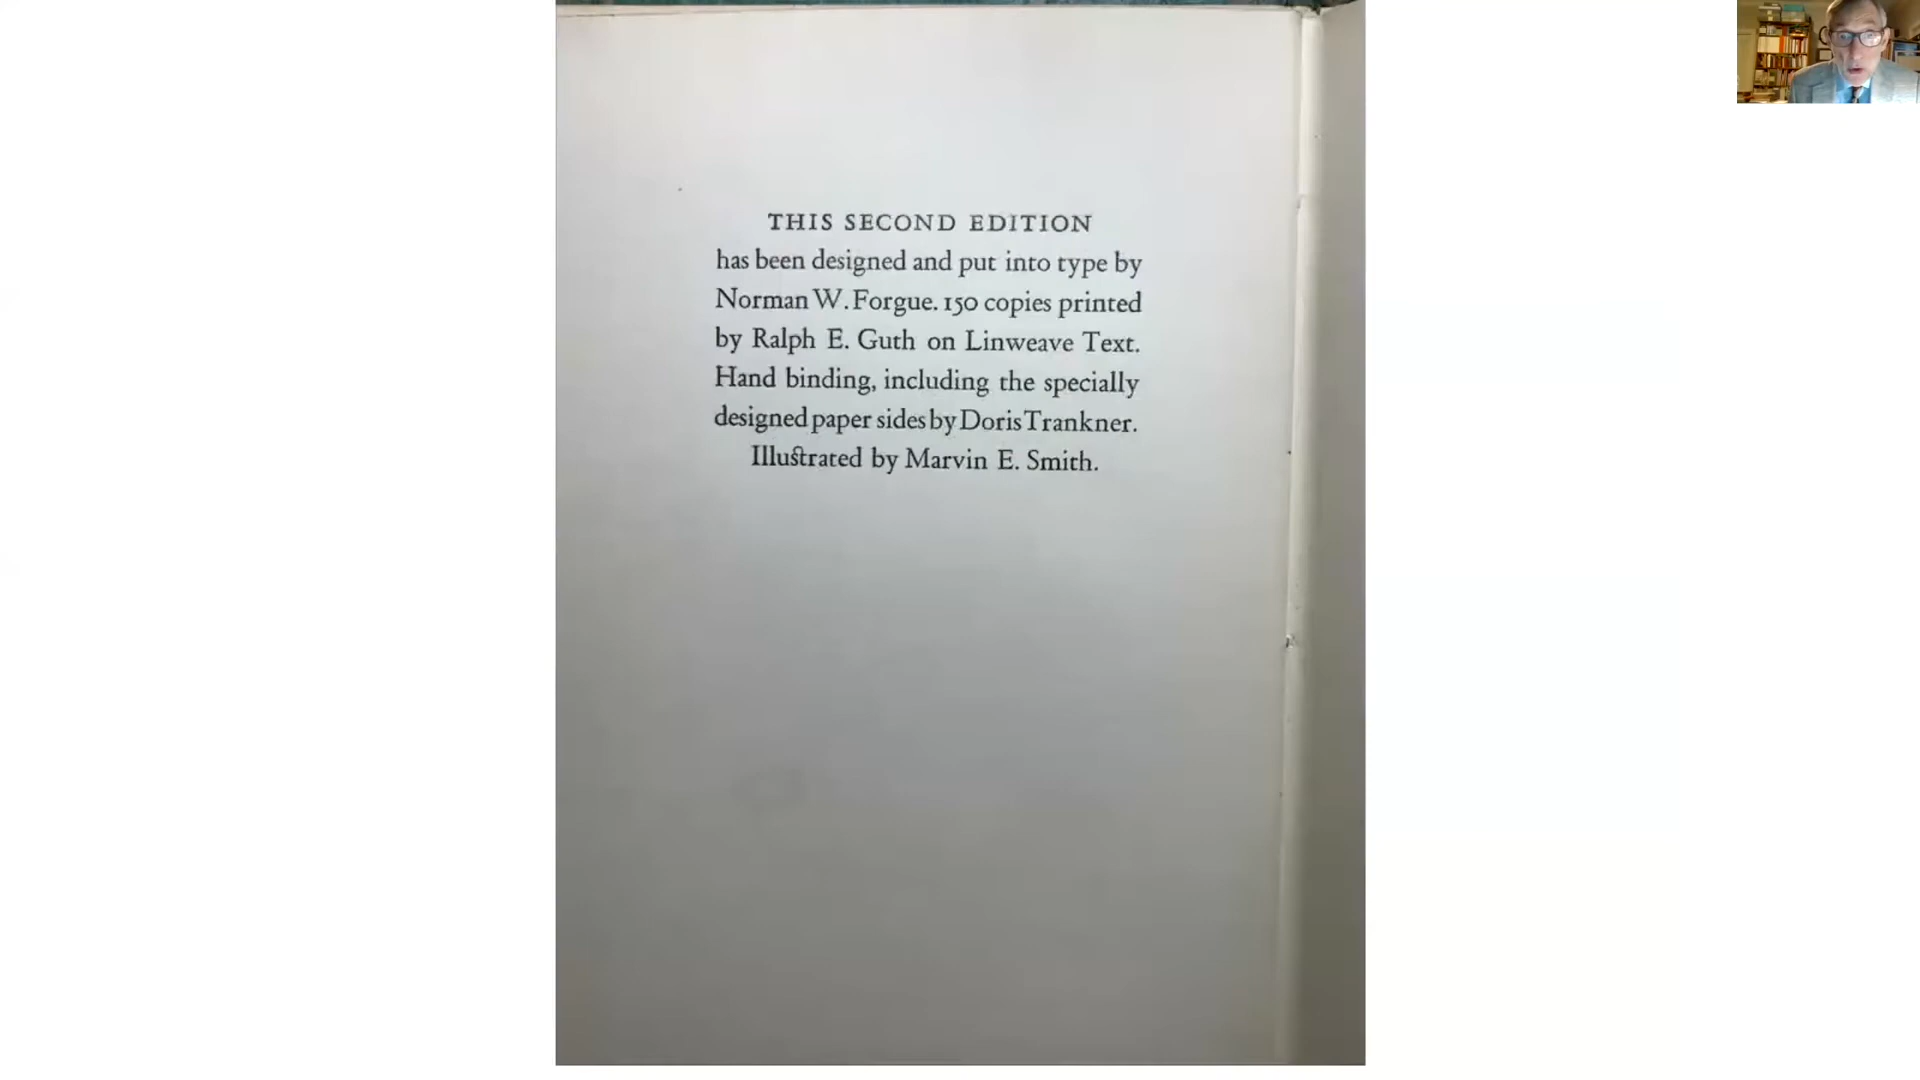 THIS SECOND EDITION
has been designed and put into type by
Norman W. Forgue. 150 copies printed
by Ralph E. Guth on Linweave Text.
Hand binding, including the specially
designed paper sides by Doris Trankner.
Illustrated by Marvin E. Smith.